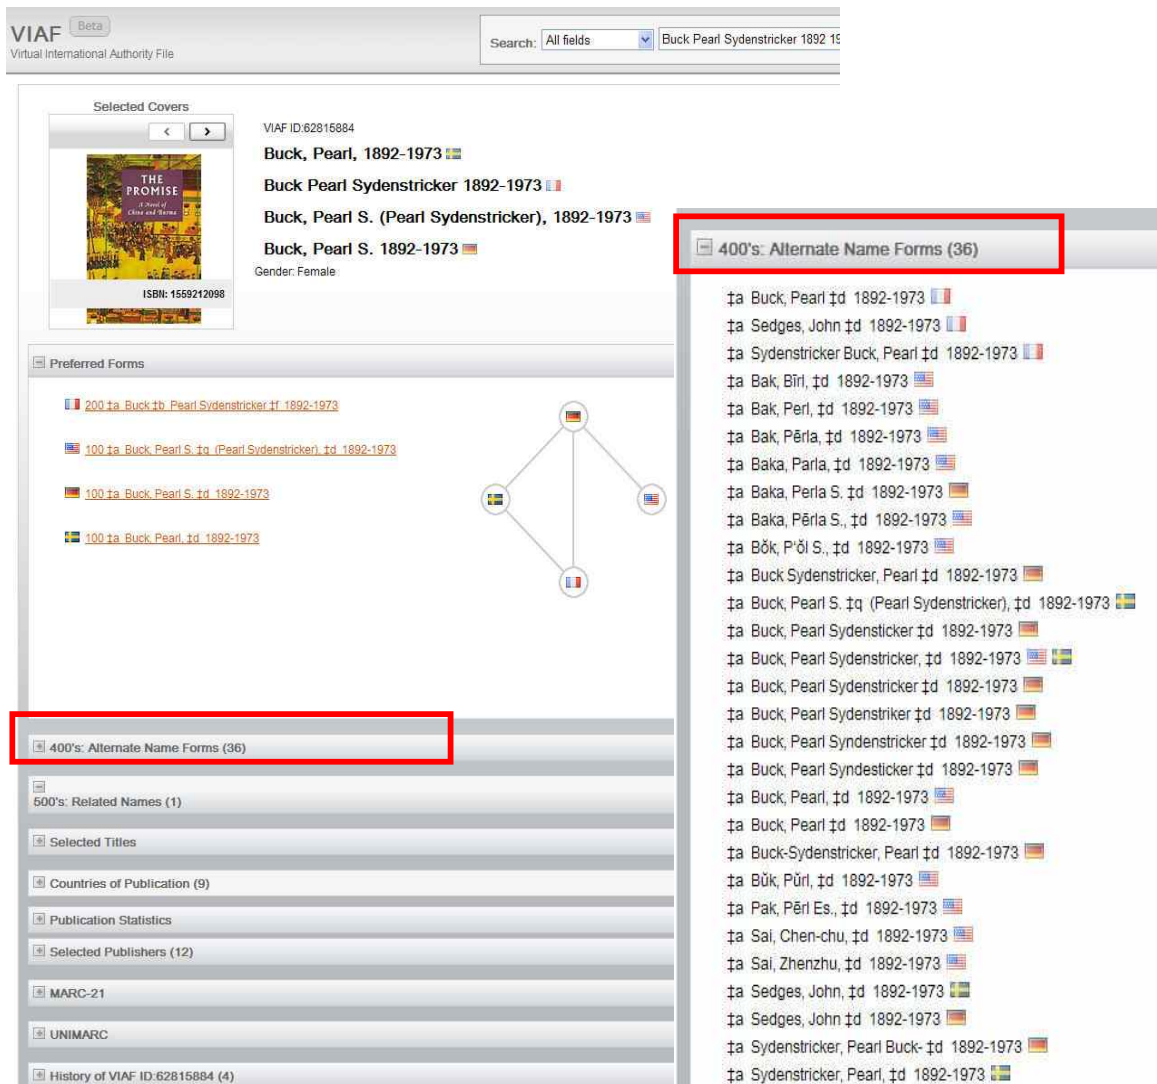 VIAF Beta
Virtual International Authority File
Search: All fields Buck Pearl Sydenstricker 1892 19
Selected Covers
< >
THE
PROMISE
A Novel of
China and Burma
ISBN: 1559212098
VIAF ID:62815884
Buck, Pearl, 1892-1973
Buck Pearl Sydenstricker 1892-1973
Buck, Pearl S. (Pearl Sydenstricker), 1892-1973
Buck, Pearl S. 1892-1973
Gender: Female
Preferred Forms
200 ‡a Buck ‡b Pearl Sydenstricker ‡f 1892-1973
100 ‡a Buck, Pearl S. ‡q (Pearl Sydenstricker), ‡d 1892-1973
100 ‡a Buck, Pearl S. ‡d 1892-1973
100 ‡a Buck, Pearl, ‡d 1892-1973
400's: Alternate Name Forms (36)
500's: Related Names (1)
Selected Titles
Countries of Publication (9)
Publication Statistics
Selected Publishers (12)
MARC-21
UNIMARC
History of VIAF ID:62815884 (4)
400's: Alternate Name Forms (36)
‡a Buck, Pearl ‡d 1892-1973
‡a Sedges, John ‡d 1892-1973
‡a Sydenstricker Buck, Pearl ‡d 1892-1973
‡a Bak, Bīrl, ‡d 1892-1973
‡a Bak, Perl, ‡d 1892-1973
‡a Bak, Pērla, ‡d 1892-1973
‡a Baka, Parla, ‡d 1892-1973
‡a Baka, Perla S, ‡d 1892-1973
‡a Baka, Pērla S., ‡d 1892-1973
‡a Bŏk, P'ŏl S., ‡d 1892-1973
‡a Buck Sydenstricker, Pearl ‡d 1892-1973
‡a Buck, Pearl S. ‡q (Pearl Sydenstricker), ‡d 1892-1973
‡a Buck, Pearl Sydensticker ‡d 1892-1973
‡a Buck, Pearl Sydenstricker, ‡d 1892-1973
‡a Buck, Pearl Sydenstricker ‡d 1892-1973
‡a Buck, Pearl Sydenstriker ‡d 1892-1973
‡a Buck, Pearl Syndenstricker ‡d 1892-1973
‡a Buck, Pearl Syndesticker ‡d 1892-1973
‡a Buck, Pearl, ‡d 1892-1973
‡a Buck, Pearl ‡d 1892-1973
‡a Buck-Sydenstricker, Pearl ‡d 1892-1973
‡a Bŭk, Pŭrl, ‡d 1892-1973
‡a Pak, Pērl Es., ‡d 1892-1973
‡a Sai, Chen-chu, ‡d 1892-1973
‡a Sai, Zhenzhu, ‡d 1892-1973
‡a Sedges, John, ‡d 1892-1973
‡a Sedges, John ‡d 1892-1973
‡a Sydenstricker, Pearl Buck- ‡d 1892-1973
‡a Sydenstricker, Pearl, ‡d 1892-1973